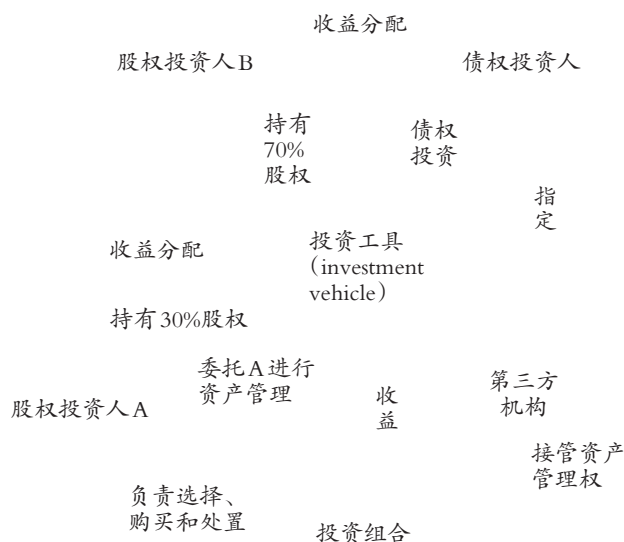 收益分配
股权投资人B
债权投资人
持有
70%
股权
债权
投资
指
定
收益分配
投资工具
（investment
vehicle）
持有30%股权
委托A进行
资产管理
股权投资人A
收
益
第三方
机构
接管资产
管理权
负责选择、
购买和处置
投资组合